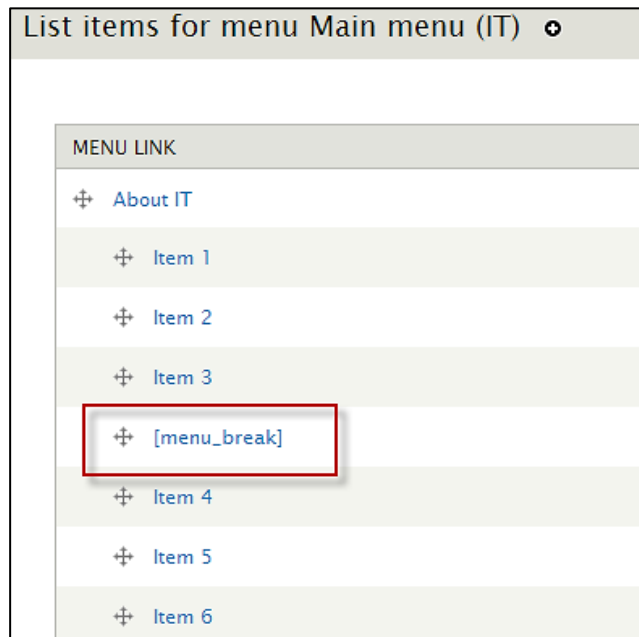 List items for menu Main menu (IT)
MENU LINK
About IT
Item 1
Item 2
Item 3
[menu_break]
Item 4
Item 5
Item 6